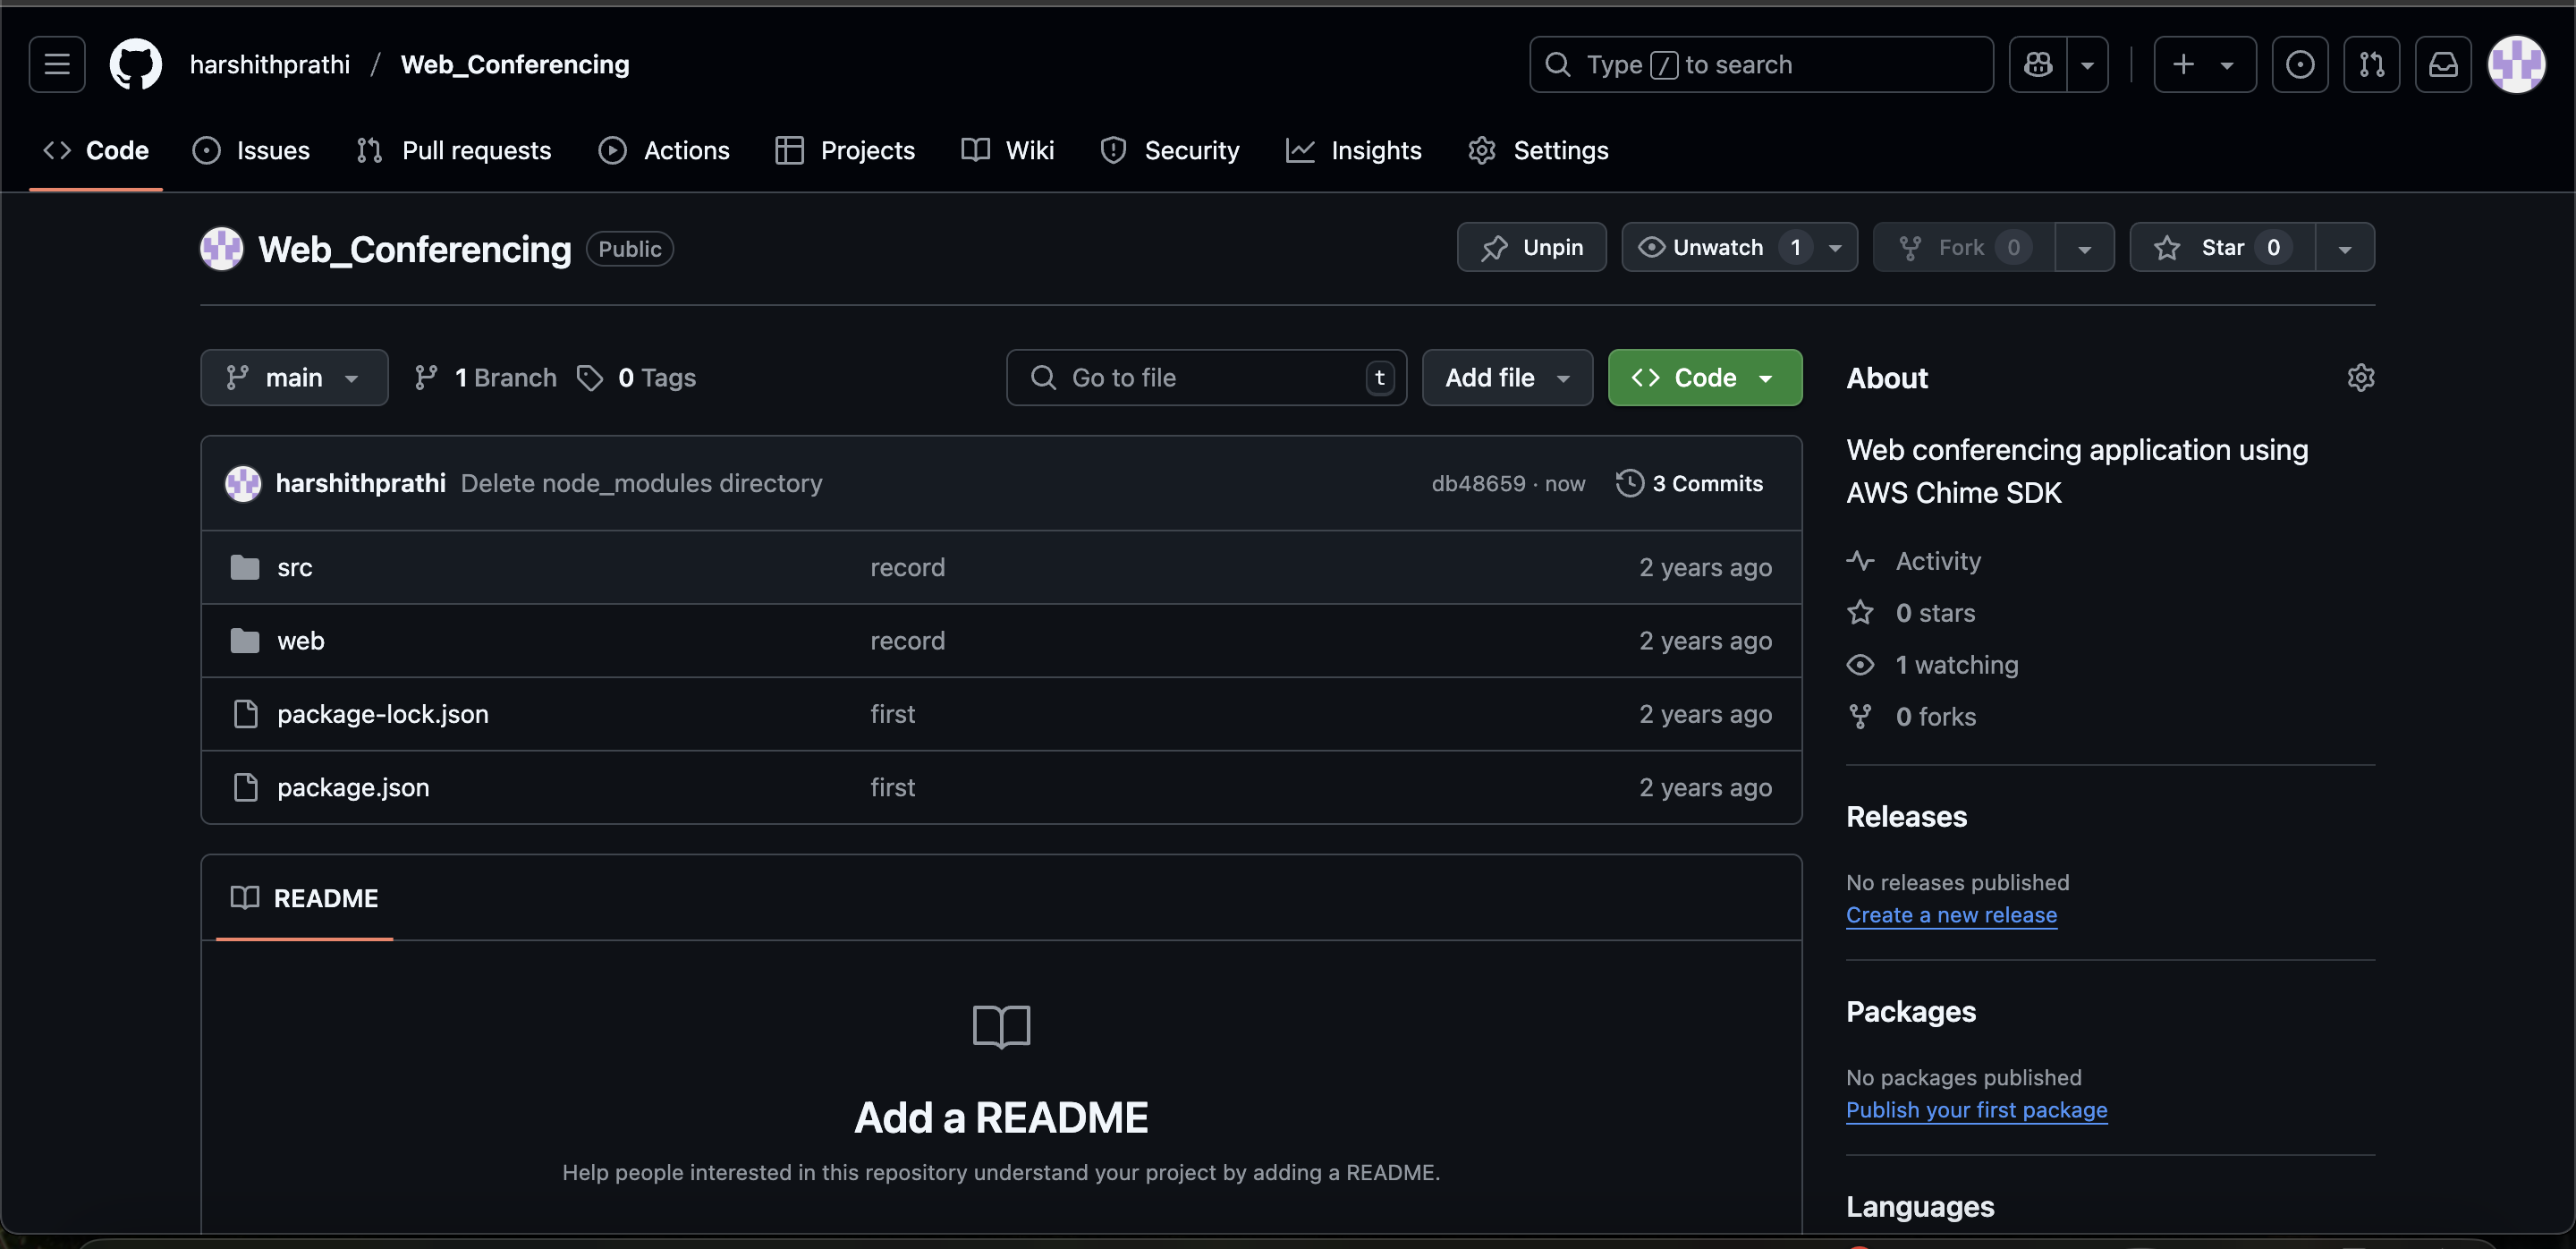 harshithprathi / Web_Conferencing
Type / to search
Code Issues Pull requests Actions Projects Wiki Security Insights Settings
Web_Conferencing Public
Unpin Unwatch 1 Fork 0 Star 0
main 1 Branch 0 Tags
Go to file t Add file Code
harshithprathi Delete node_modules directory db48659 · now 3 Commits
src record 2 years ago
web record 2 years ago
package-lock.json first 2 years ago
package.json first 2 years ago
README
Add a README
Help people interested in this repository understand your project by adding a README.
About
Web conferencing application using
AWS Chime SDK
Activity
0 stars
1 watching
0 forks
Releases
No releases published
Create a new release
Packages
No packages published
Publish your first package
Languages